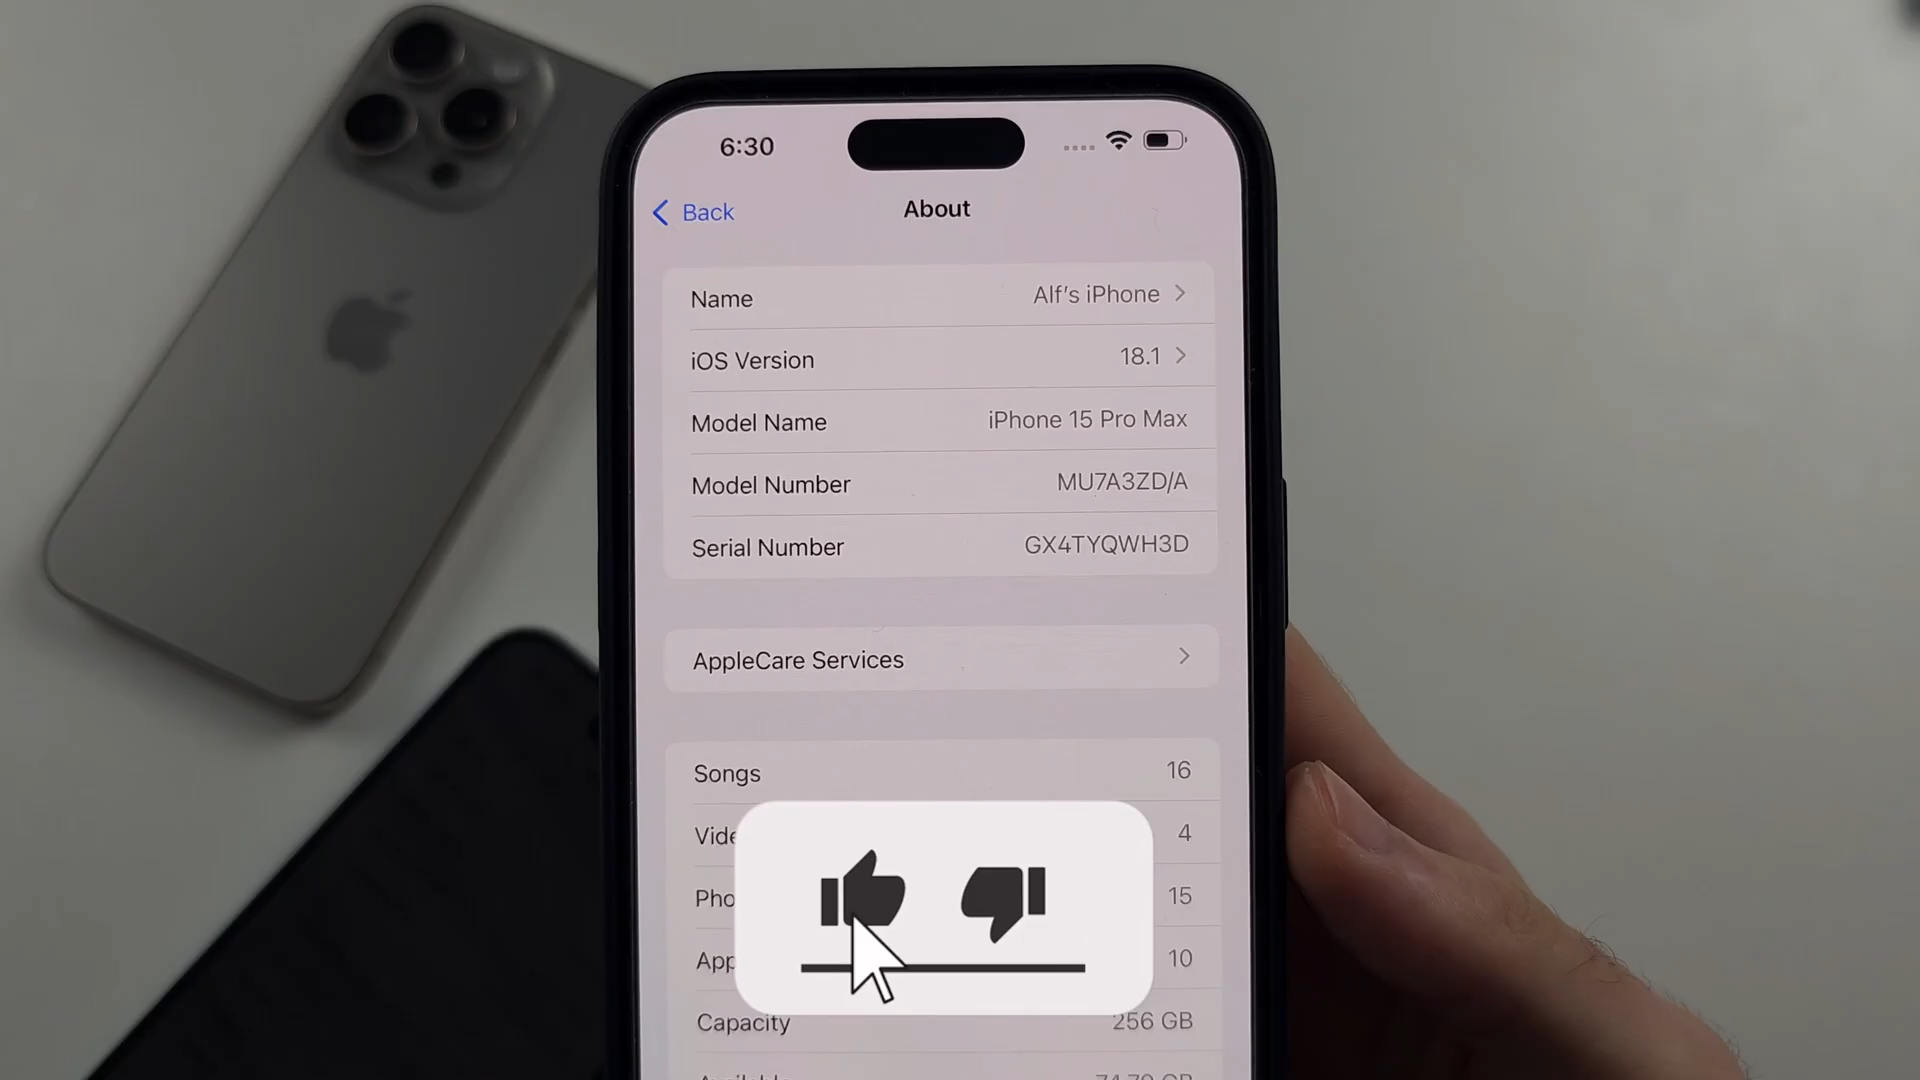 6:30
Back
About
Name
Alf's iPhone
iOS Version
18.1
Model Name
iPhone 15 Pro Max
Model Number
MU7A3ZD/A
Serial Number
GX4TYQWH3D
AppleCare Services
Songs
16
Vide
4
Pho
15
App
10
Capacity
256 GB